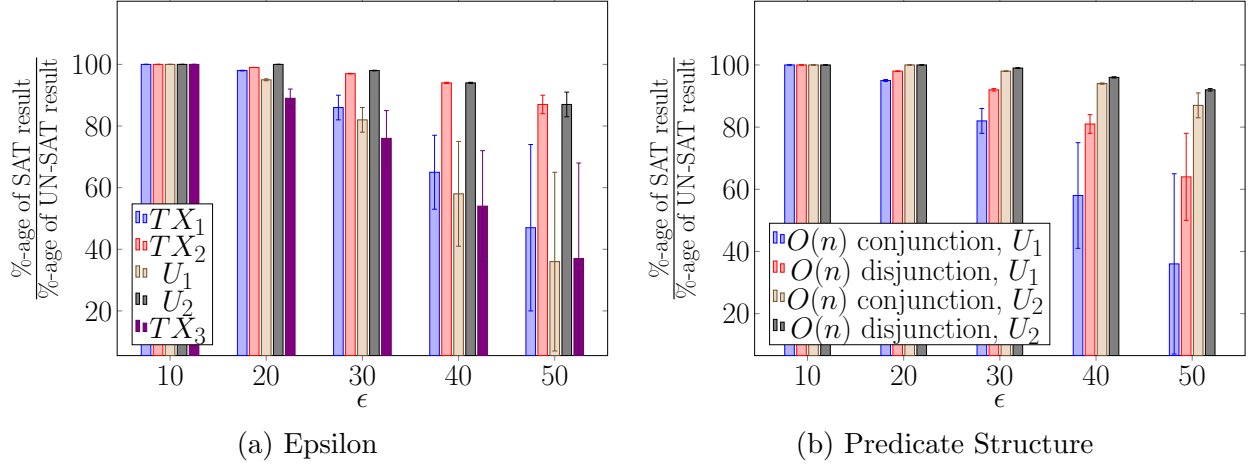 %-age of SAT result
%-age of UN-SAT result
100
80
60
40
20
TX₁
TX₂
U₁
U₂
TX₃
10 20 30 40 50
ϵ
(a) Epsilon
%-age of SAT result
%-age of UN-SAT result
100
80
60
40
20
O(n) conjunction, U₁
O(n) disjunction, U₁
O(n) conjunction, U₂
O(n) disjunction, U₂
10 20 30 40 50
ϵ
(b) Predicate Structure